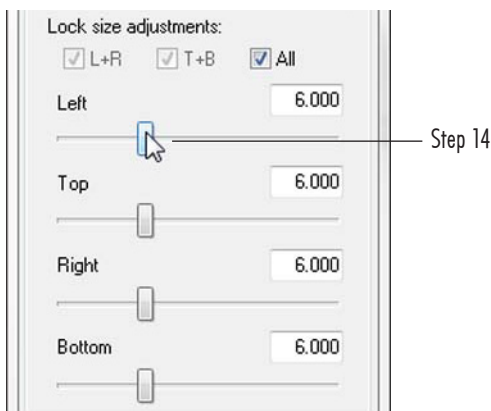 Lock size adjustments:
L+R T+B All
Left 6.000
Step 14
Top 6.000
Right 6.000
Bottom 6.000